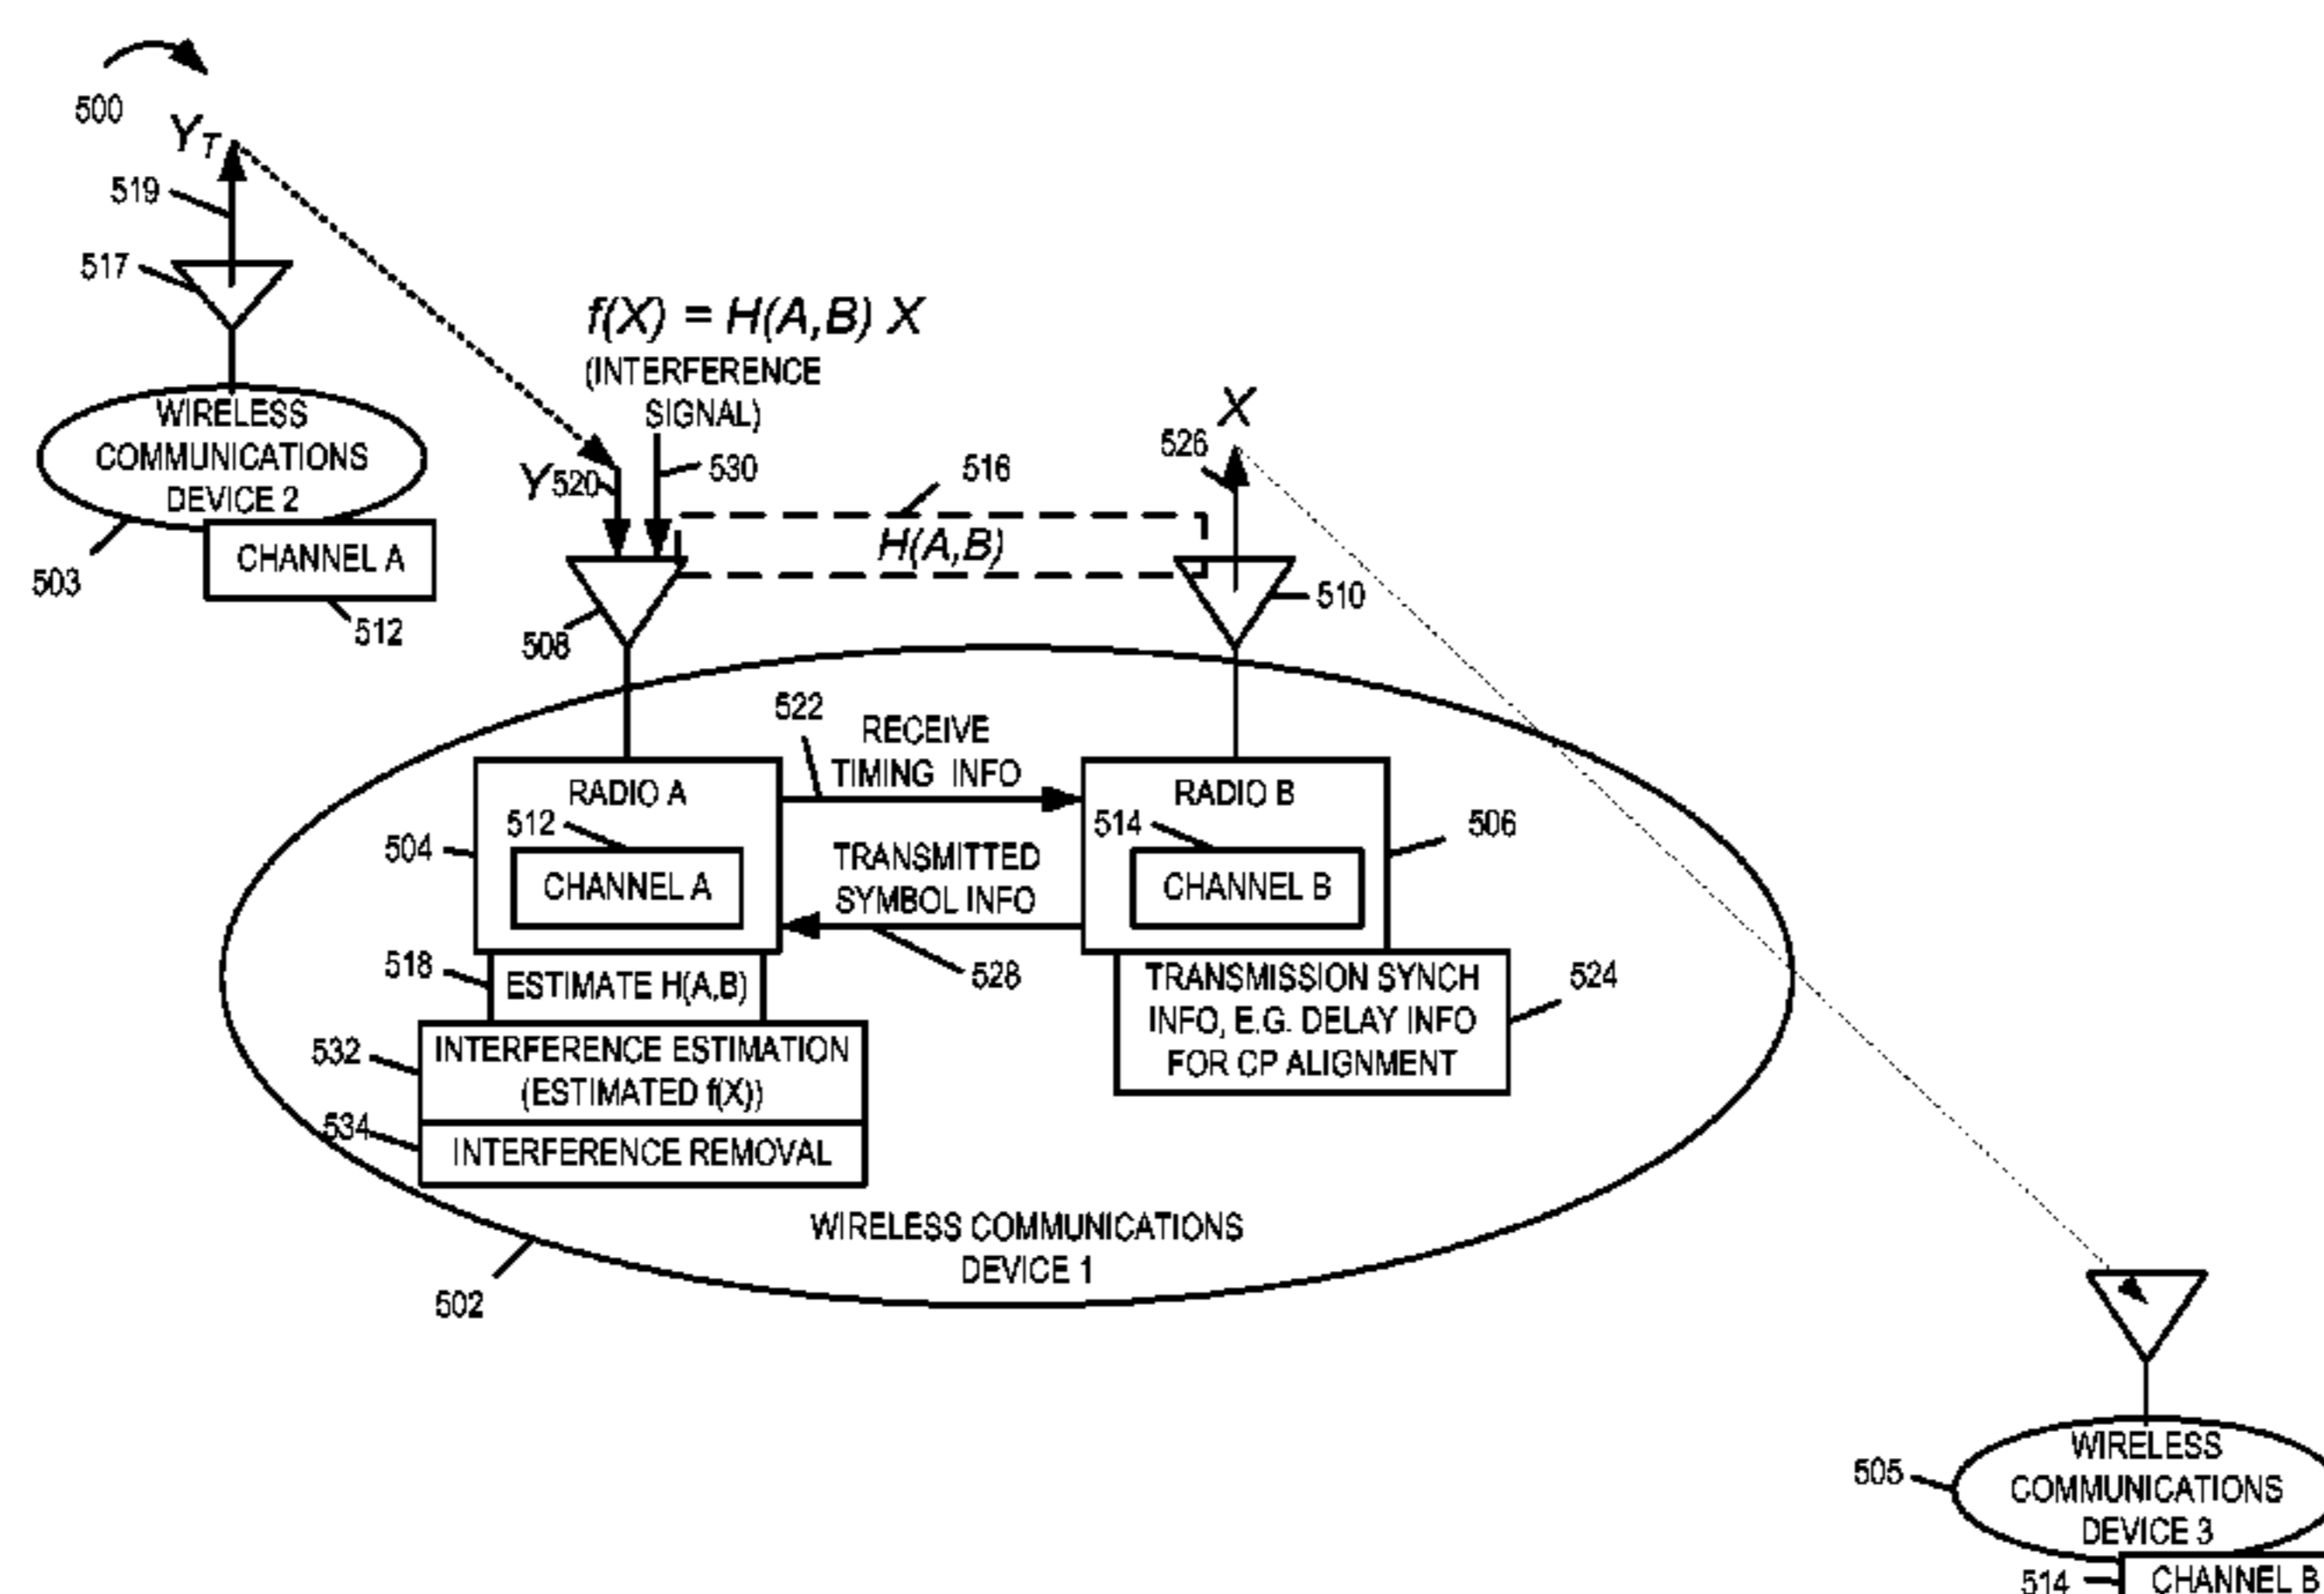 500
Y_T
519
517
WIRELESS
COMMUNICATIONS
DEVICE 2
503
CHANNEL A
512
f(X) = H(A,B) X
(INTERFERENCE
SIGNAL)
530
Y 520
516
H(A,B)
X
526
508
510
522
RECEIVE
TIMING INFO
RADIO A
512
504
CHANNEL A
TRANSMITTED
SYMBOL INFO
528
RADIO B
514
506
CHANNEL B
518
ESTIMATE H(A,B)
532
INTERFERENCE ESTIMATION
(ESTIMATED f(X))
534
INTERFERENCE REMOVAL
TRANSMISSION SYNCH
INFO, E.G. DELAY INFO
FOR CP ALIGNMENT
524
WIRELESS COMMUNICATIONS
DEVICE 1
502
505
WIRELESS
COMMUNICATIONS
DEVICE 3
514
CHANNEL B